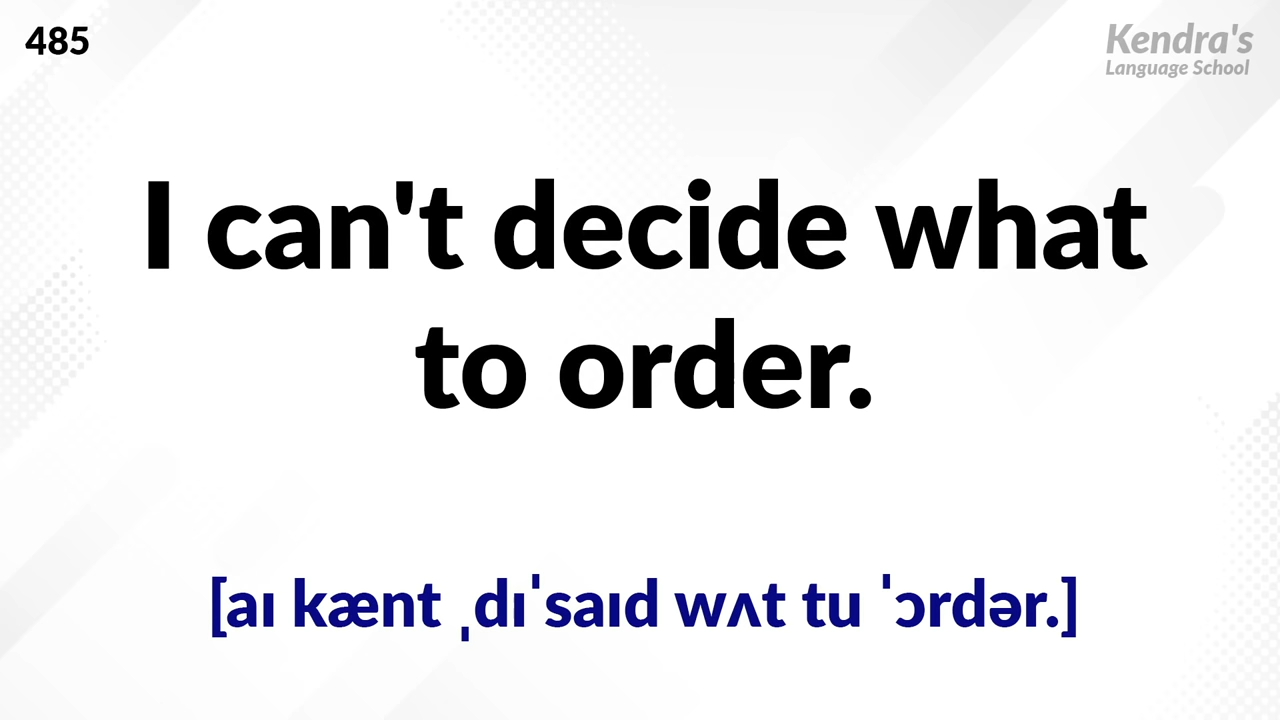 485
Kendra's
Language School
I can't decide what
to order.
[aɪ kænt ˌdɪˈsaɪd wʌt tu ˈɔrdər.]